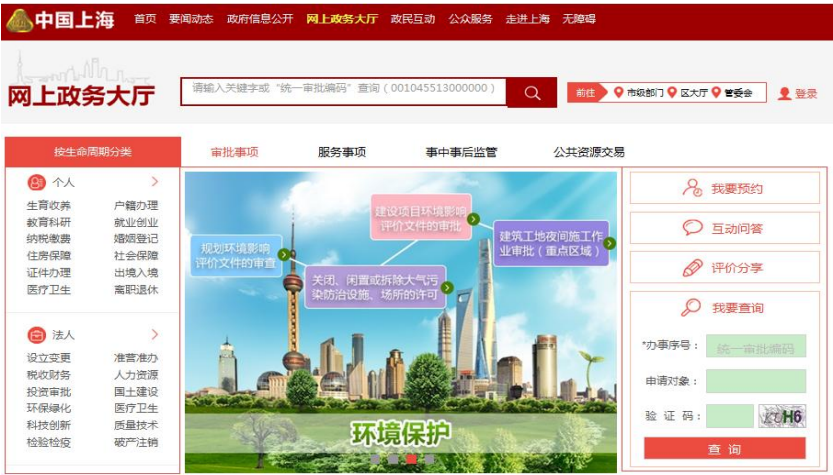 中国上海 首页 要闻动态 政府信息公开 网上政务大厅 政民互动 公众服务 走进上海 无障碍
网上政务大厅 请输入关键字或“统一审批编码”查询（001045513000000） 前往 市级部门 区大厅 管委会 登录
按生命周期分类 审批事项 服务事项 事中事后监管 公共资源交易
个人
生育收养 户籍办理
教育科研 就业创业
纳税缴费 婚姻登记
住房保障 社会保障
证件办理 出境入境
医疗卫生 离职退休
法人
设立变更 准营准办
税收财务 人力资源
投资审批 国土建设
环保绿化 医疗卫生
科技创新 质量技术
检验检疫 破产注销
建设项目环境影响
评价文件的审批
规划环境影响
评价文件的审查
建筑工地夜间施工作
业审批（重点区域）
关闭、闲置或拆除大气污
染防治设施、场所的许可
环境保护
我要预约
互动问答
评价分享
我要查询
*办事序号： 统一审批编码
申请对象：
验 证 码： H6
查 询